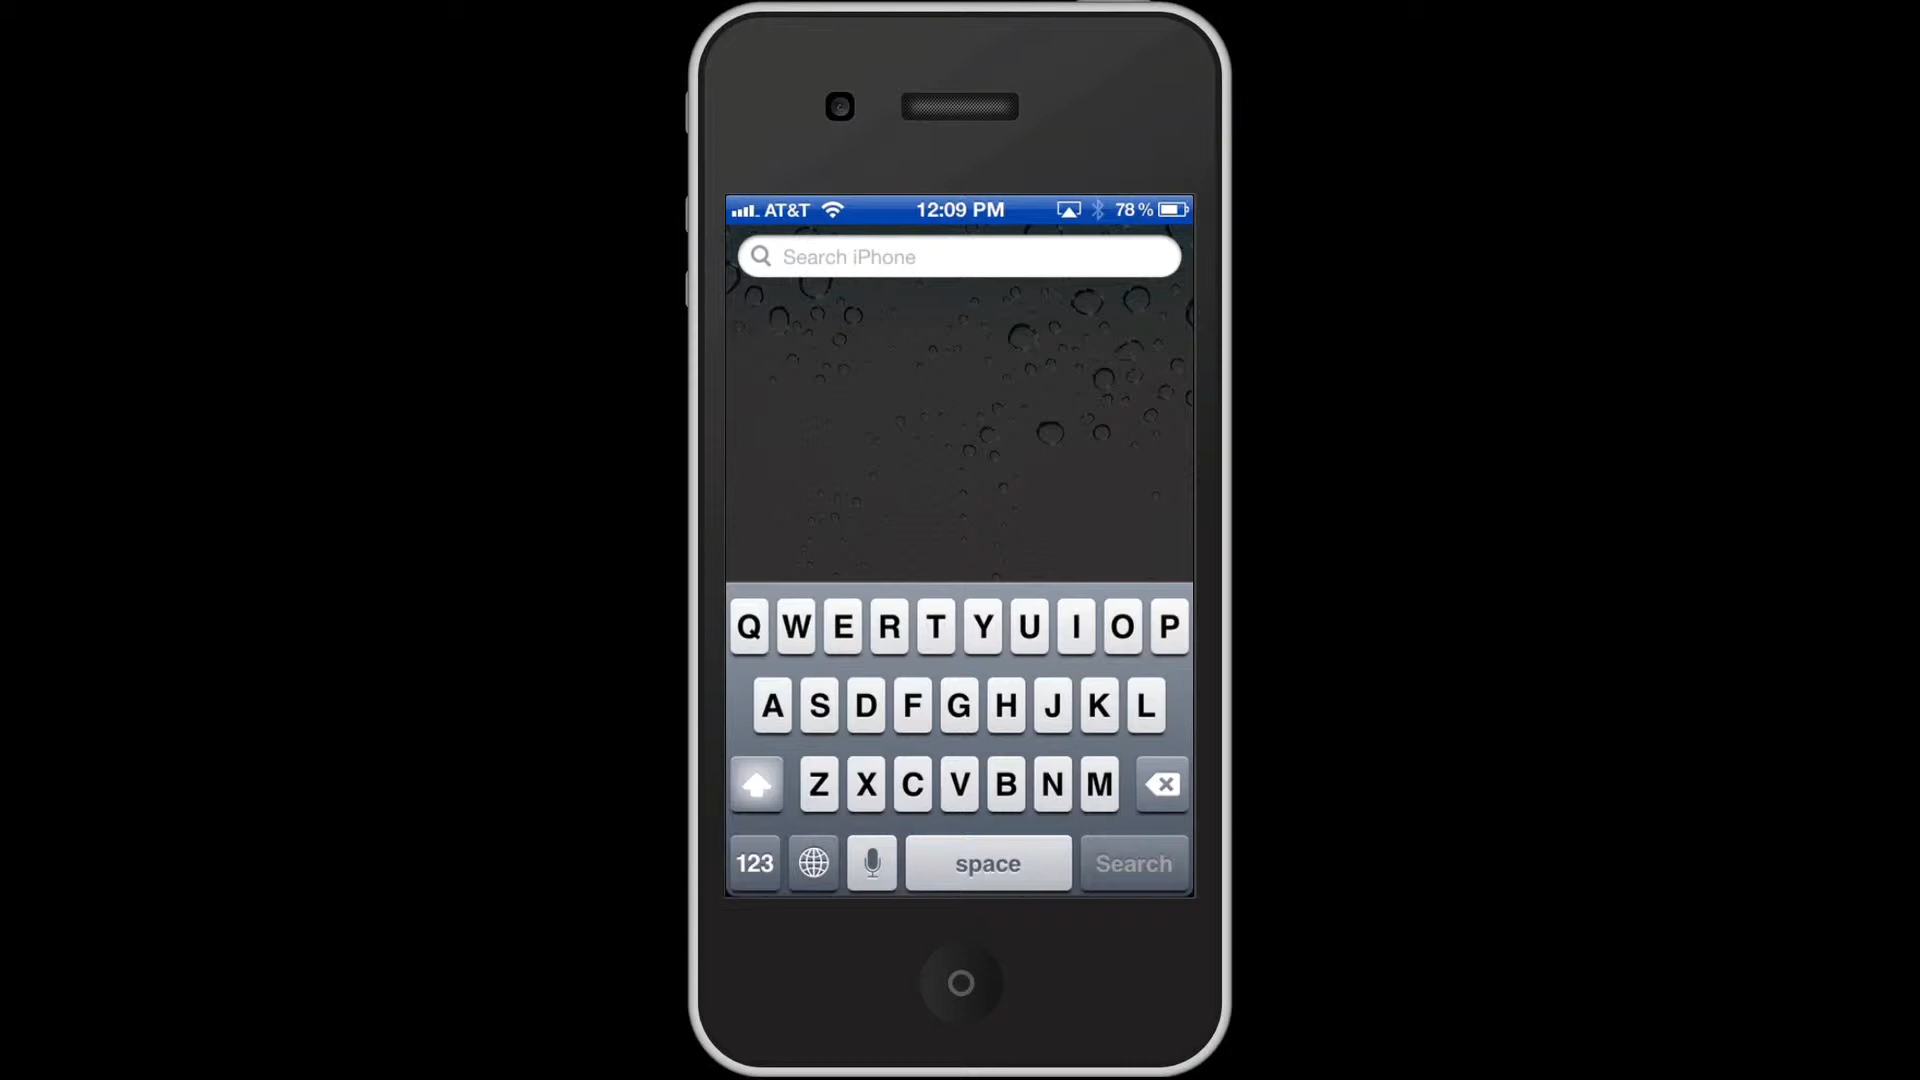 AT&T 12:09 PM 78%
Search iPhone
Q W E R T Y U I O P
A S D F G H J K L
Z X C V B N M
123 space Search